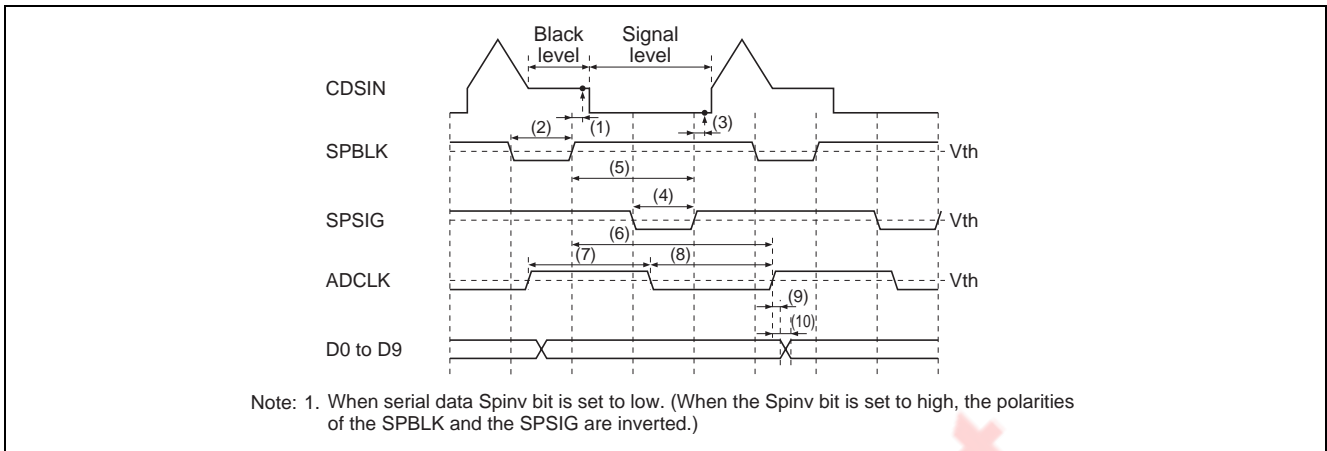 Black level
Signal level
CDSIN
(1)
(3)
(2)
SPBLK
Vth
(5)
(4)
SPSIG
Vth
(6)
(7)
(8)
ADCLK
Vth
(9)
(10)
D0 to D9
Note: 1. When serial data Spinv bit is set to low. (When the Spinv bit is set to high, the polarities
of the SPBLK and the SPSIG are inverted.)